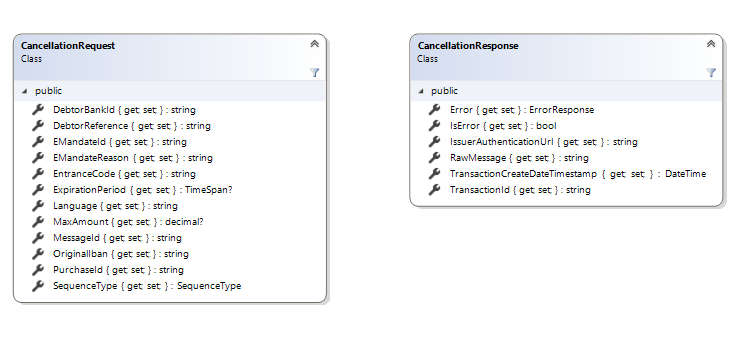 CancellationRequest
Class
public
DebtorBankId { get; set; } : string
DebtorReference { get; set; } : string
EMandateId { get; set; } : string
EMandateReason { get; set; } : string
EntranceCode { get; set; } : string
ExpirationPeriod { get; set; } : TimeSpan?
Language { get; set; } : string
MaxAmount { get; set; } : decimal?
MessageId { get; set; } : string
OriginalIban { get; set; } : string
PurchaseId { get; set; } : string
SequenceType { get; set; } : SequenceType
CancellationResponse
Class
public
Error { get; set; } : ErrorResponse
IsError { get; set; } : bool
IssuerAuthenticationUrl { get; set; } : string
RawMessage { get; set; } : string
TransactionCreateDateTimestamp { get; set; } : DateTime
TransactionId { get; set; } : string